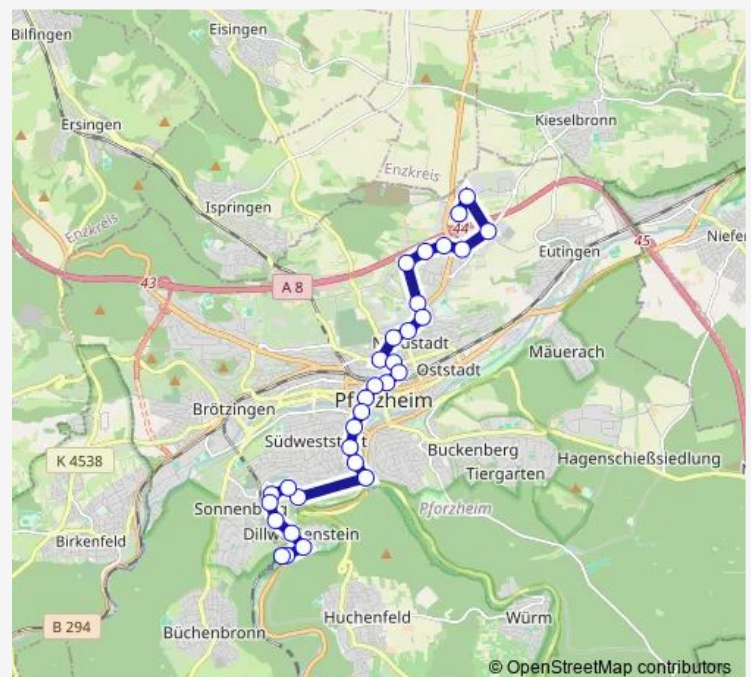 Bilfingen
Eisingen
Ersingen
Kieselbronn
Enzkreis
Ispringen
Enzkreis
44
Eutingen
45
Niefer
43
A 8
Mäuerach
Oststadt
Pforzheim
Brötzingen
Südweststadt
Buckenberg
Hagenschießsiedlung
K 4538
Tiergarten
Sonnenberg
Pforzheim
Birkenfeld
Dillweißenstein
B 294
Huchenfeld
Würm
Büchenbronn
© OpenStreetMap contributors